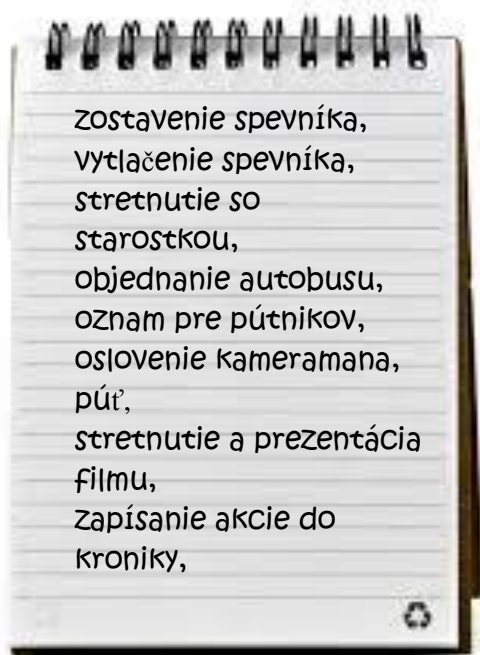 zostavenie spevníka,
vytlačenie spevníka,
stretnutie so
starostkou,
objednanie autobusu,
oznam pre pútnikov,
oslovenie kameramana,
púť,
stretnutie a prezentácia
filmu,
zapísanie akcie do
kroniky,